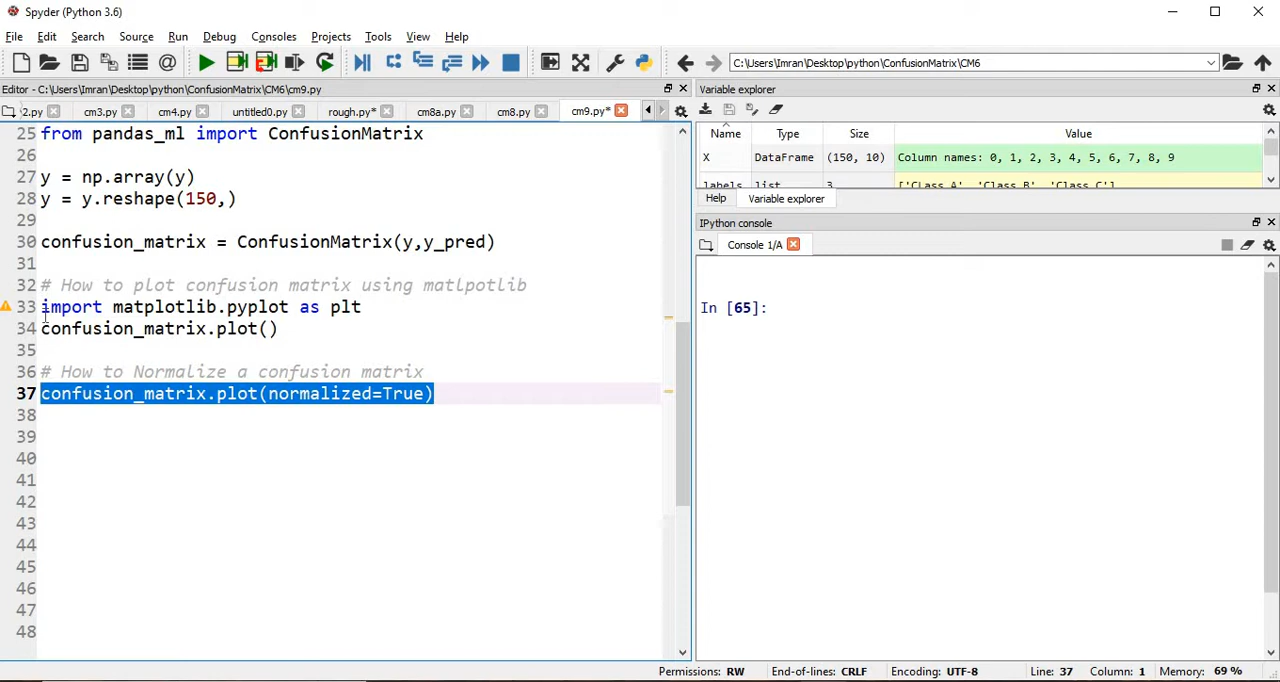 Spyder (Python 3.6)
File Edit Search Source Run Debug Consoles Projects Tools View Help
C:\Users\Imran\Desktop\python\ConfusionMatrix\CM6
Editor - C:\Users\Imran\Desktop\python\ConfusionMatrix\CM6\cm9.py
2.py cm3.py cm4.py untitled0.py rough.py* cm8a.py cm8.py cm9.py*
25 from pandas_ml import ConfusionMatrix
26
27 y = np.array(y)
28 y = y.reshape(150,)
29
30 confusion_matrix = ConfusionMatrix(y,y_pred)
31
32 # How to plot confusion matrix using matlpotlib
33 import matplotlib.pyplot as plt
34 confusion_matrix.plot()
35
36 # How to Normalize a confusion matrix
37 confusion_matrix.plot(normalized=True)
38
39
40
41
42
43
44
45
46
47
48
Variable explorer
Name Type Size Value
X DataFrame (150, 10) Column names: 0, 1, 2, 3, 4, 5, 6, 7, 8, 9
labels list 3 ['Class A', 'Class B', 'Class C']
Help Variable explorer
IPython console
Console 1/A
In [65]:
Permissions: RW End-of-lines: CRLF Encoding: UTF-8 Line: 37 Column: 1 Memory: 69 %